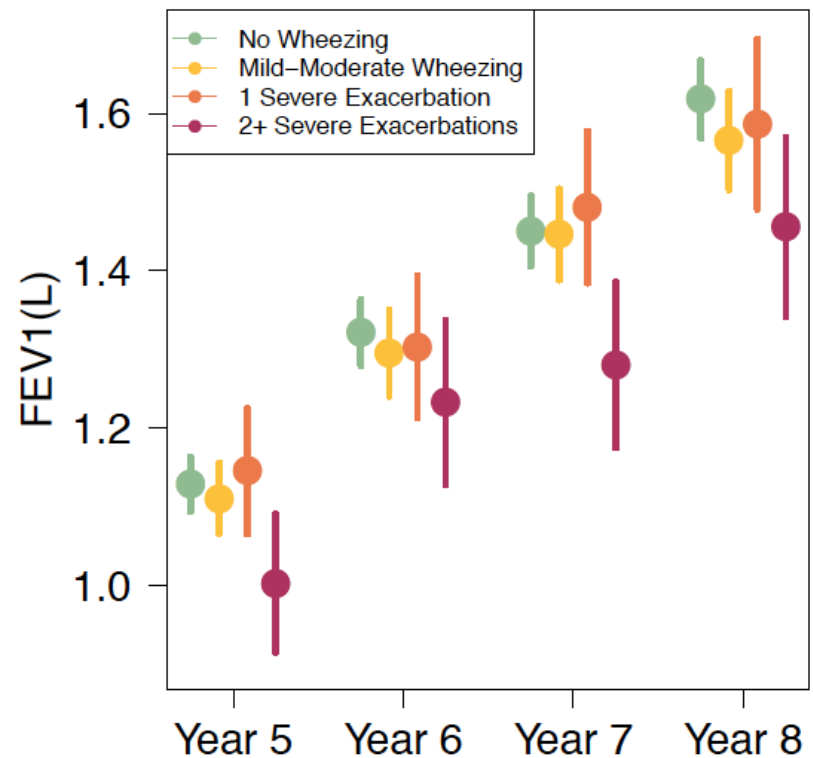 No Wheezing
Mild−Moderate Wheezing
1 Severe Exacerbation
2+ Severe Exacerbations
1.6
1.4
1.2
1.0
FEV1(L)
Year 5 Year 6 Year 7 Year 8